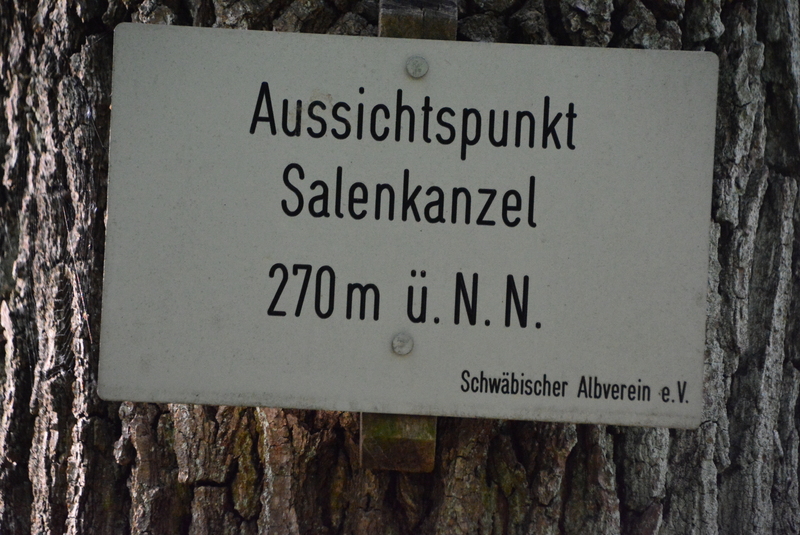 Aussichtspunkt
Salenkanzel
270m ü. N. N.
Schwäbischer Albverein e.V.